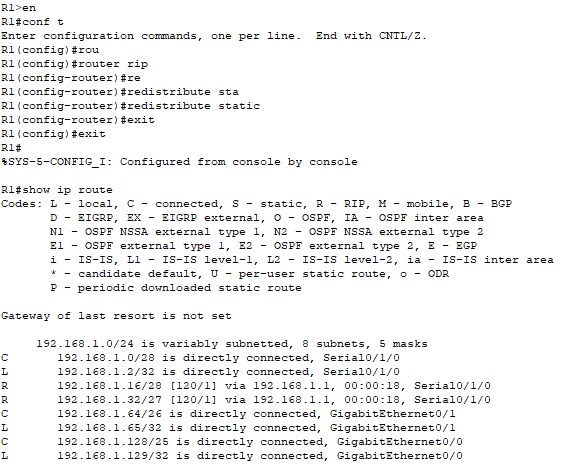 R1>en
R1#conf t
Enter configuration commands, one per line.  End with CNTL/Z.
R1(config)#rou
R1(config)#router rip
R1(config-router)#re
R1(config-router)#redistribute sta
R1(config-router)#redistribute static
R1(config-router)#exit
R1(config)#exit
R1#
%SYS-5-CONFIG_I: Configured from console by console
R1#show ip route
Codes: L - local, C - connected, S - static, R - RIP, M - mobile, B - BGP
D - EIGRP, EX - EIGRP external, O - OSPF, IA - OSPF inter area
N1 - OSPF NSSA external type 1, N2 - OSPF NSSA external type 2
E1 - OSPF external type 1, E2 - OSPF external type 2, E - EGP
i - IS-IS, L1 - IS-IS level-1, L2 - IS-IS level-2, ia - IS-IS inter area
* - candidate default, U - per-user static route, o - ODR
P - periodic downloaded static route
Gateway of last resort is not set
192.168.1.0/24 is variably subnetted, 8 subnets, 5 masks
C 192.168.1.0/28 is directly connected, Serial0/1/0
L 192.168.1.2/32 is directly connected, Serial0/1/0
R 192.168.1.16/28 [120/1] via 192.168.1.1, 00:00:18, Serial0/1/0
R 192.168.1.32/27 [120/1] via 192.168.1.1, 00:00:18, Serial0/1/0
C 192.168.1.64/26 is directly connected, GigabitEthernet0/1
L 192.168.1.65/32 is directly connected, GigabitEthernet0/1
C 192.168.1.128/25 is directly connected, GigabitEthernet0/0
L 192.168.1.129/32 is directly connected, GigabitEthernet0/0